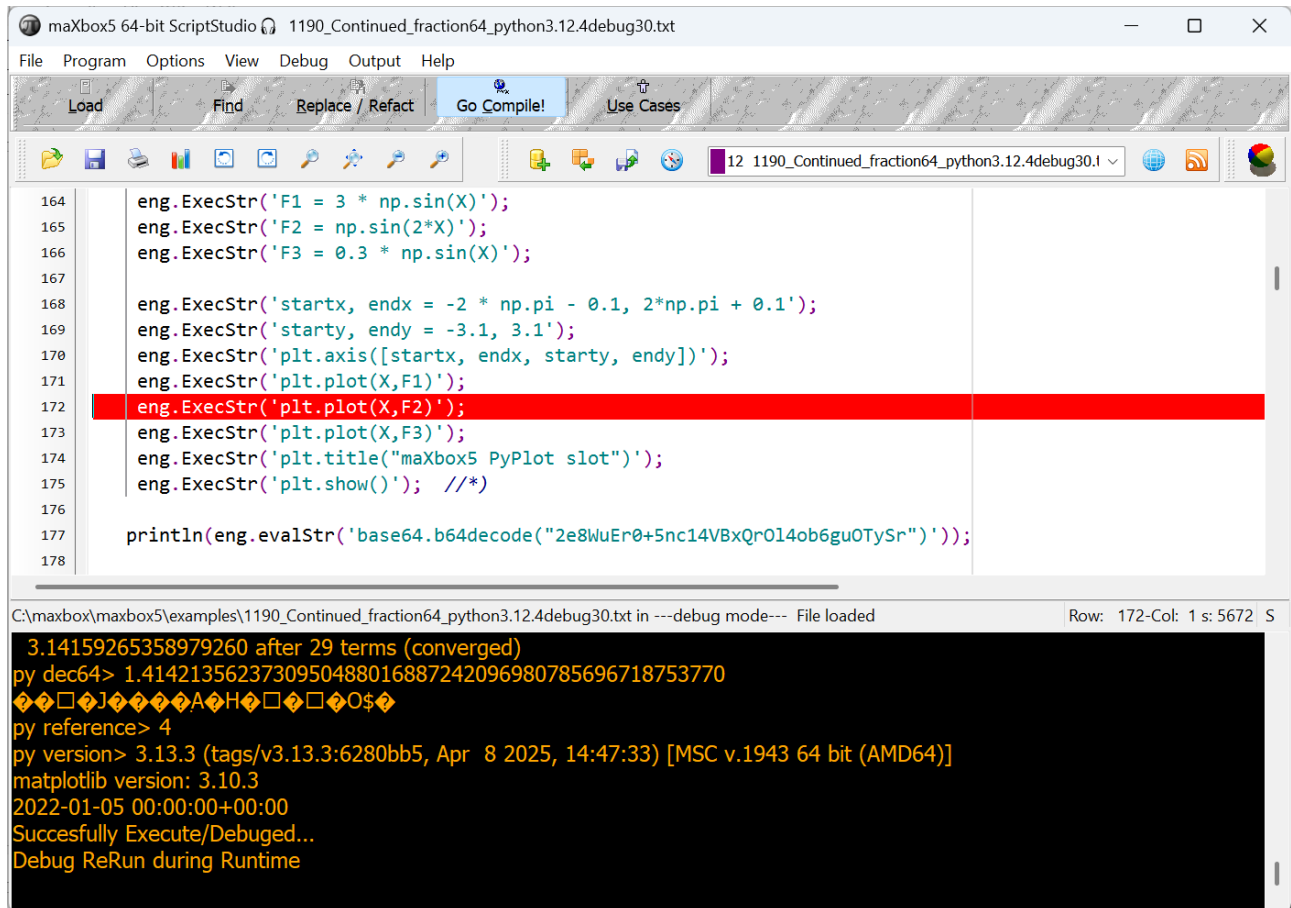 maXbox5 64-bit ScriptStudio 1190_Continued_fraction64_python3.12.4debug30.txt
File Program Options View Debug Output Help
Load Find Replace / Refact Go Compile! Use Cases
12 1190_Continued_fraction64_python3.12.4debug30.t
164 eng.ExecStr('F1 = 3 * np.sin(X)');
165 eng.ExecStr('F2 = np.sin(2*X)');
166 eng.ExecStr('F3 = 0.3 * np.sin(X)');
167
168 eng.ExecStr('startx, endx = -2 * np.pi - 0.1, 2*np.pi + 0.1');
169 eng.ExecStr('starty, endy = -3.1, 3.1');
170 eng.ExecStr('plt.axis([startx, endx, starty, endy])');
171 eng.ExecStr('plt.plot(X,F1)');
172 eng.ExecStr('plt.plot(X,F2)');
173 eng.ExecStr('plt.plot(X,F3)');
174 eng.ExecStr('plt.title("maXbox5 PyPlot slot")');
175 eng.ExecStr('plt.show()'); //*)
176
177 println(eng.evalStr('base64.b64decode("2e8WuEr0+5nc14VBxQrOl4ob6guOTySr")'));
178
C:\maxbox\maxbox5\examples\1190_Continued_fraction64_python3.12.4debug30.txt in ---debug mode--- File loaded Row: 172-Col: 1 s: 5672 S
3.14159265358979260 after 29 terms (converged)
py dec64> 1.4142135623730950488016887242096980785696718753770
��□�J����A�H�□�□�O$�
py reference> 4
py version> 3.13.3 (tags/v3.13.3:6280bb5, Apr 8 2025, 14:47:33) [MSC v.1943 64 bit (AMD64)]
matplotlib version: 3.10.3
2022-01-05 00:00:00+00:00
Succesfully Execute/Debuged...
Debug ReRun during Runtime